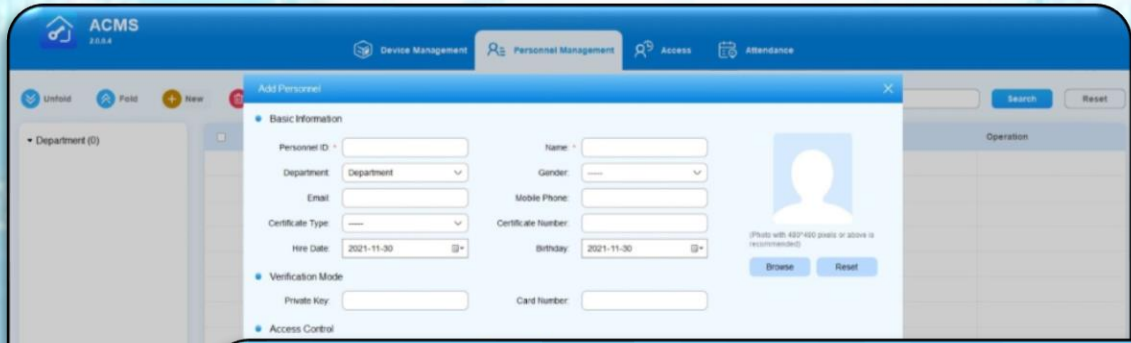 ACMS
2.0.0.4
Device Management Personnel Management Access Attendance
Unfold Fold New Search Reset
Add Personnel
Department (0) Operation
Basic Information
Personnel ID: * Name: *
Department: Department Gender: -----
Email: Mobile Phone:
Certificate Type: ----- Certificate Number:
Hire Date: 2021-11-30 Birthday: 2021-11-30
(Photo with 480*480 pixels or above is
recommended)
Browse Reset
Verification Mode
Private Key: Card Number:
Access Control